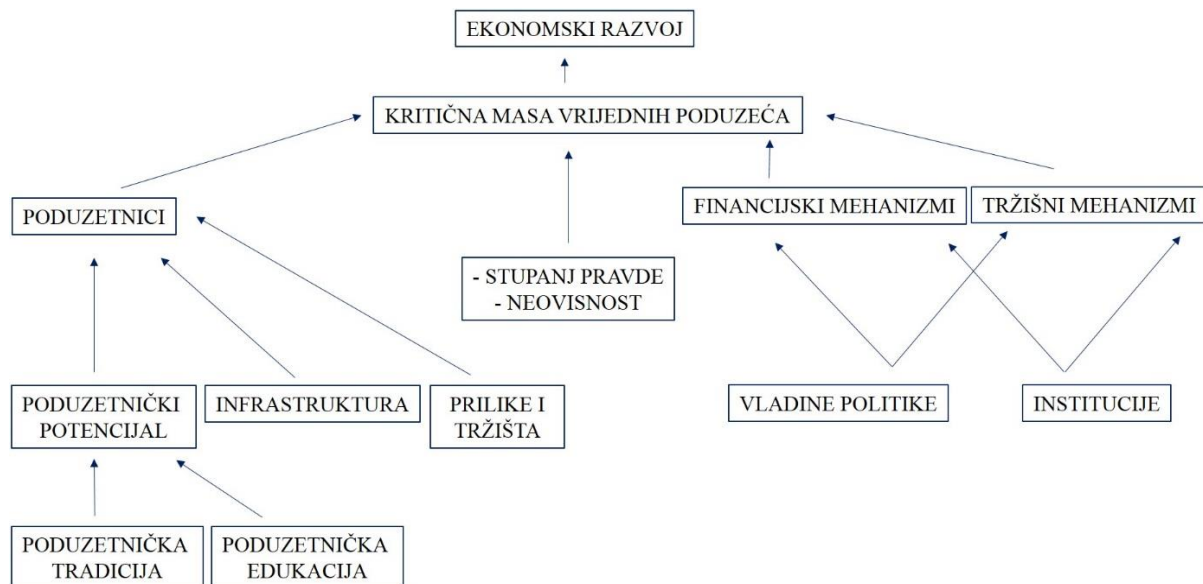 EKONOMSKI RAZVOJ
KRITIČNA MASA VRIJEDNIH PODUZEĆA
PODUZETNICI
FINANCIJSKI MEHANIZMI
TRŽIŠNI MEHANIZMI
- STUPANJ PRAVDE
- NEOVISNOST
PODUZETNIČKI
POTENCIJAL
INFRASTRUKTURA
PRILIKE I
TRŽIŠTA
VLADINE POLITIKE
INSTITUCIJE
PODUZETNIČKA
TRADICIJA
PODUZETNIČKA
EDUKACIJA